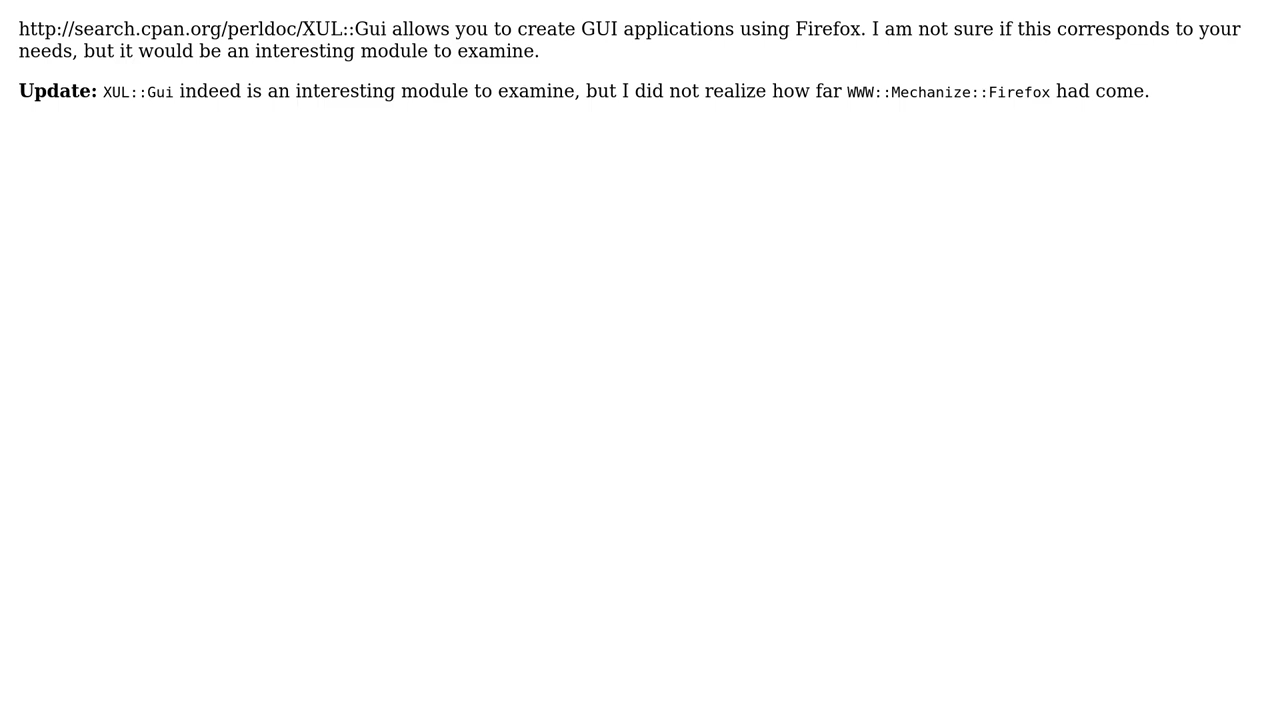 http://search.cpan.org/perldoc/XUL::Gui allows you to create GUI applications using Firefox. I am not sure if this corresponds to your
needs, but it would be an interesting module to examine.
Update: XUL::Gui indeed is an interesting module to examine, but I did not realize how far WWW::Mechanize::Firefox had come.